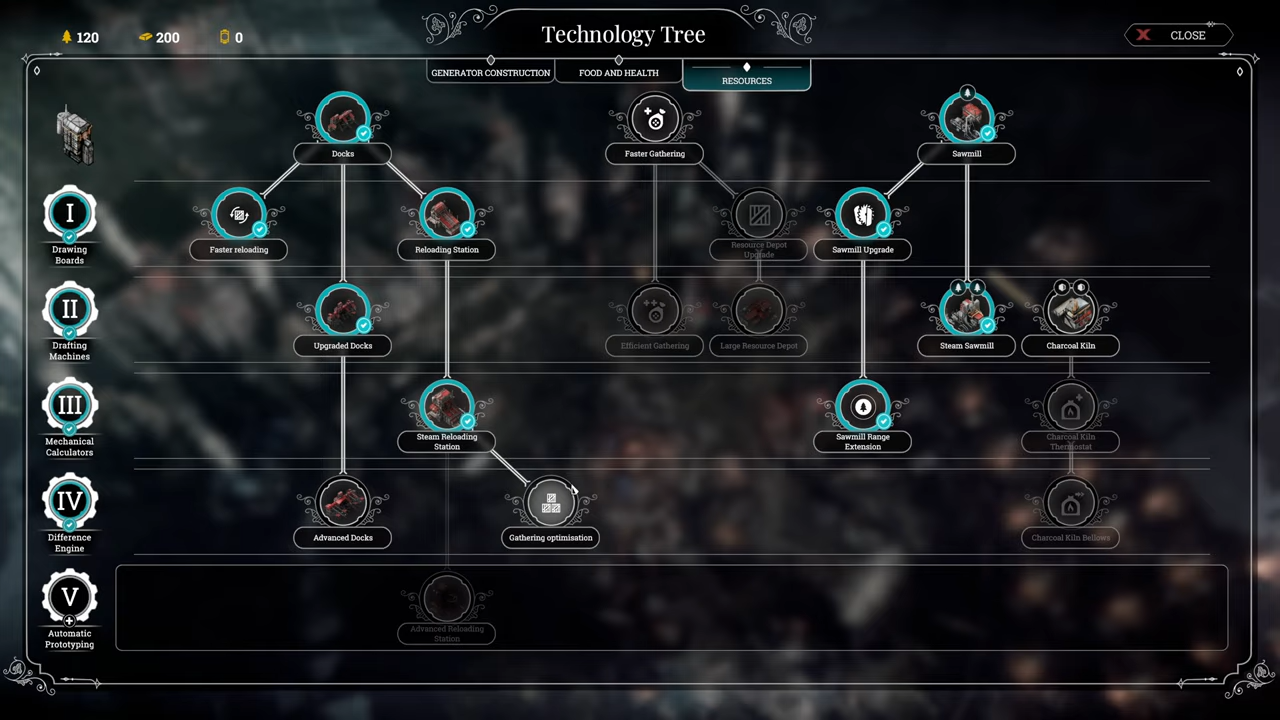 120
200
0
Technology Tree
CLOSE
GENERATOR CONSTRUCTION
FOOD AND HEALTH
RESOURCES
Docks
Faster Gathering
Sawmill
I
Drawing
Boards
Faster reloading
Reloading Station
Resource Depot
Upgrade
Sawmill Upgrade
II
Drafting
Machines
Upgraded Docks
Efficient Gathering
Large Resource Depot
Steam Sawmill
Charcoal Kiln
III
Mechanical
Calculators
Steam Reloading
Station
Sawmill Range
Extension
Charcoal Kiln
Thermostat
IV
Difference
Engine
Advanced Docks
Gathering optimisation
Charcoal Kiln Bellows
V
Automatic
Prototyping
Advanced Reloading
Station